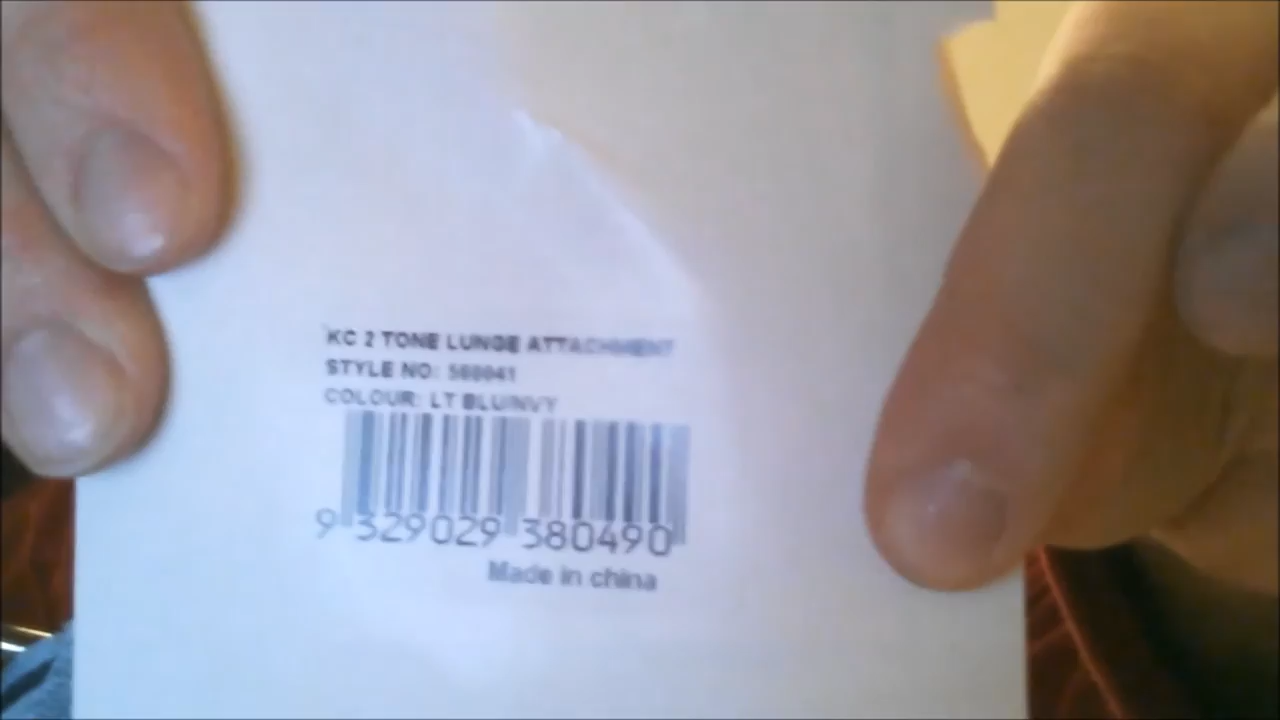 KC 2 TONE LUNGE ATTACHMENT
STYLE NO:
COLOUR: LT BLU/NVY
9 329029 380490
Made in china